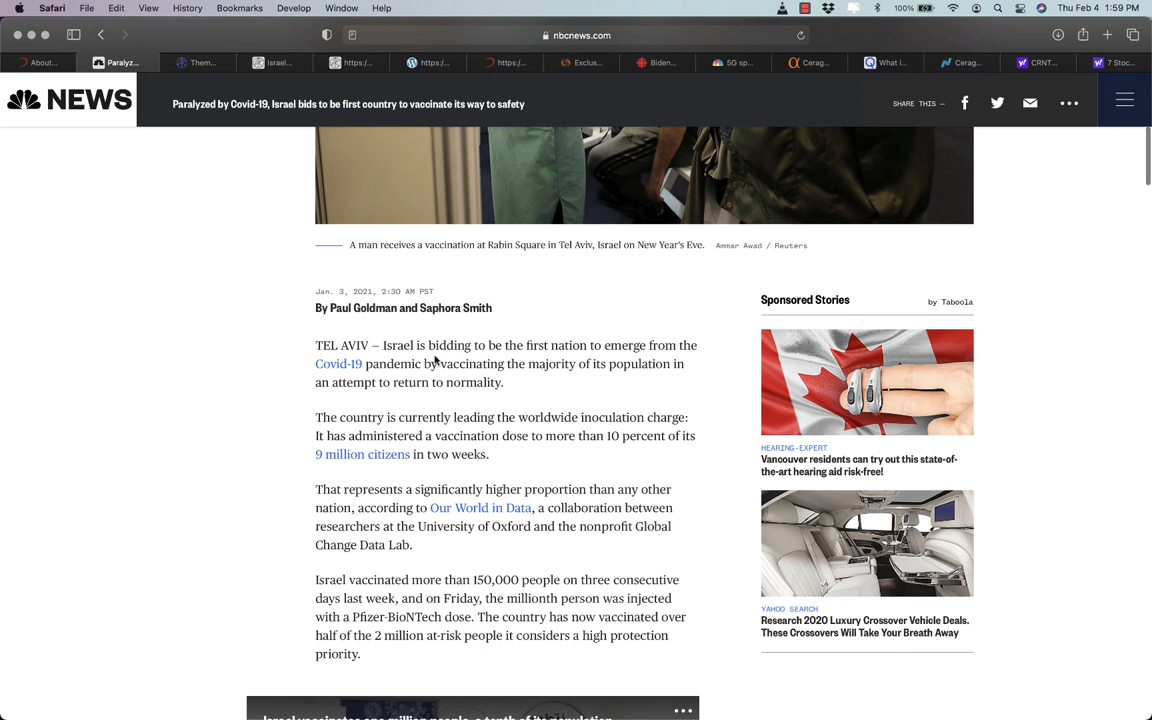 Safari File Edit View History Bookmarks Develop Window Help 100% Thu Feb 4 1:59 PM
nbcnews.com
About... Paralyz... Them... Israel... https:/... https:/... https:/... Exclus... Biden... 5G sp... Cerag... What i... Cerag... CRNT... 7 Stoc...
NEWS Paralyzed by Covid-19, Israel bids to be first country to vaccinate its way to safety SHARE THIS —
A man receives a vaccination at Rabin Square in Tel Aviv, Israel on New Year's Eve. Ammar Awad / Reuters
Jan. 3, 2021, 2:30 AM PST
By Paul Goldman and Saphora Smith
TEL AVIV — Israel is bidding to be the first nation to emerge from the
Covid-19 pandemic by vaccinating the majority of its population in
an attempt to return to normality.
The country is currently leading the worldwide inoculation charge:
It has administered a vaccination dose to more than 10 percent of its
9 million citizens in two weeks.
That represents a significantly higher proportion than any other
nation, according to Our World in Data, a collaboration between
researchers at the University of Oxford and the nonprofit Global
Change Data Lab.
Israel vaccinated more than 150,000 people on three consecutive
days last week, and on Friday, the millionth person was injected
with a Pfizer-BioNTech dose. The country has now vaccinated over
half of the 2 million at-risk people it considers a high protection
priority.
Israel vaccinates one million people, a tenth of its population
Sponsored Stories by Taboola
HEARING-EXPERT
Vancouver residents can try out this state-of-
the-art hearing aid risk-free!
YAHOO SEARCH
Research 2020 Luxury Crossover Vehicle Deals.
These Crossovers Will Take Your Breath Away